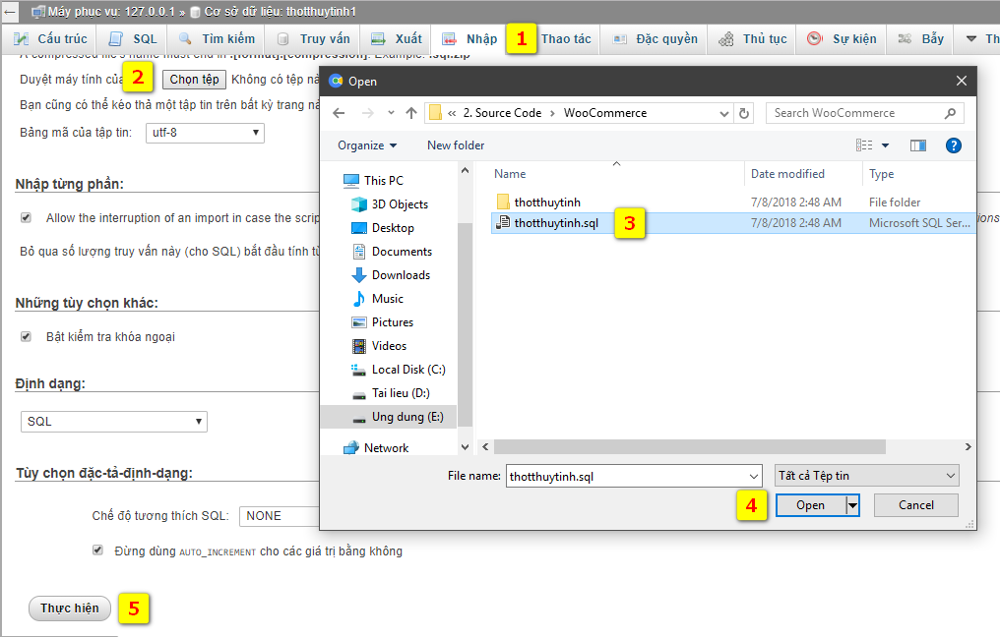 Máy phục vụ: 127.0.0.1 » Cơ sở dữ liệu: thotthuytinh1
Cấu trúc SQL Tìm kiếm Truy vấn Xuất Nhập 1 Thao tác Đặc quyền Thủ tục Sự kiện Bẫy Th
A compressed file's name must end in .[format].[compression]. Example: .sql.zip
Duyệt máy tính củ 2 Chọn tệp Không có tệp nà
Bạn cũng có thể kéo thả một tập tin trên bất kỳ trang nà
Bảng mã của tập tin: utf-8
Nhập từng phần:
Allow the interruption of an import in case the scrip
ions
Bỏ qua số lượng truy vấn này (cho SQL) bắt đầu tính từ
Những tùy chọn khác:
Bật kiểm tra khóa ngoại
Định dạng:
SQL
Tùy chọn đặc-tả-định-dạng:
Chế độ tương thích SQL: NONE
Đừng dùng AUTO_INCREMENT cho các giá trị bằng không
Thực hiện 5
Open
« 2. Source Code › WooCommerce
Search WooCommerce
Organize New folder
This PC
3D Objects
Desktop
Documents
Downloads
Music
Pictures
Videos
Local Disk (C:)
Tai lieu (D:)
Ung dung (E:)
Network
Name Date modified Type
thotthuytinh 7/8/2018 2:48 AM File folder
thotthuytinh.sql 3 7/8/2018 2:48 AM Microsoft SQL Ser...
File name: thotthuytinh.sql Tất cả Tệp tin
4 Open Cancel